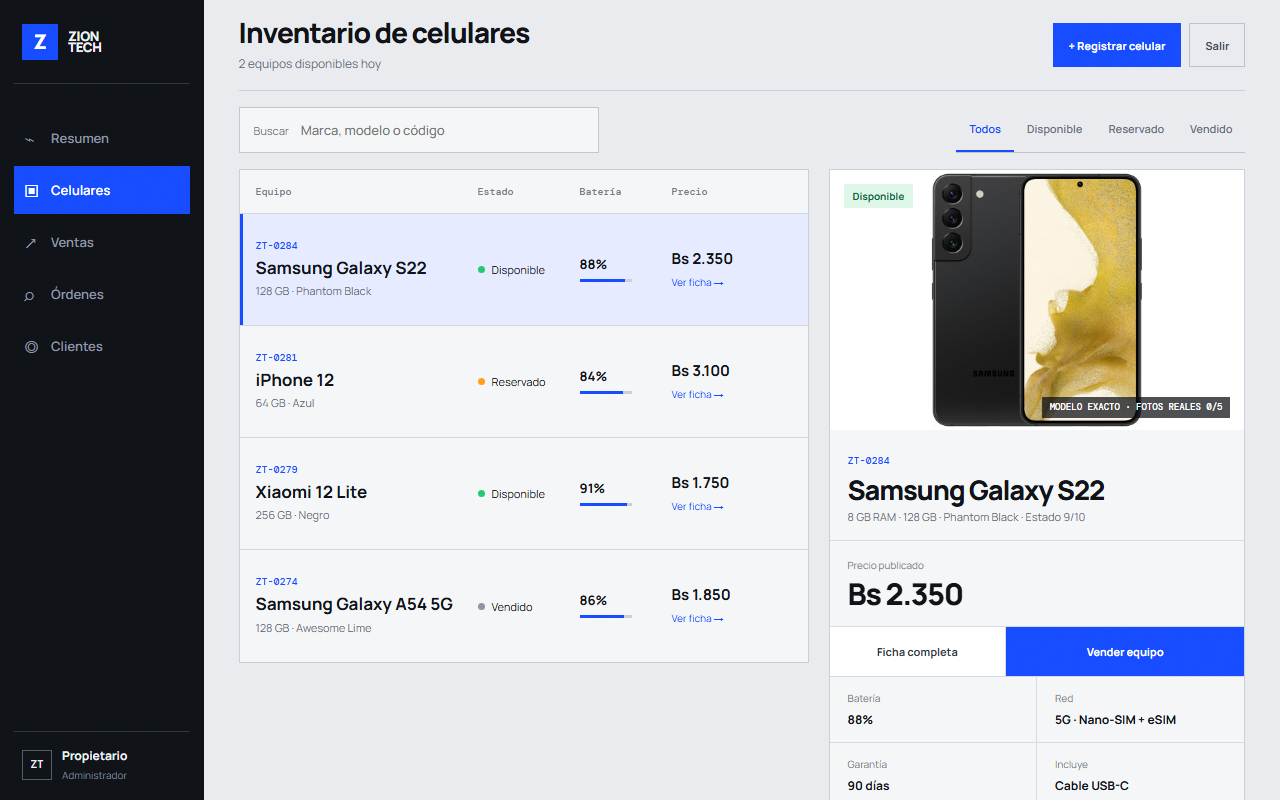 Z
ZION
TECH
Resumen
Celulares
Ventas
Órdenes
Clientes
ZT
Propietario
Administrador
Inventario de celulares
2 equipos disponibles hoy
+ Registrar celular
Salir
Buscar Marca, modelo o código
Todos Disponible Reservado Vendido
Equipo Estado Batería Precio
ZT-0284
Samsung Galaxy S22
128 GB · Phantom Black
Disponible
88%
Bs 2.350
Ver ficha →
ZT-0281
iPhone 12
64 GB · Azul
Reservado
84%
Bs 3.100
Ver ficha →
ZT-0279
Xiaomi 12 Lite
256 GB · Negro
Disponible
91%
Bs 1.750
Ver ficha →
ZT-0274
Samsung Galaxy A54 5G
128 GB · Awesome Lime
Vendido
86%
Bs 1.850
Ver ficha →
Disponible
SAMSUNG
MODELO EXACTO · FOTOS REALES 0/5
ZT-0284
Samsung Galaxy S22
8 GB RAM · 128 GB · Phantom Black · Estado 9/10
Precio publicado
Bs 2.350
Ficha completa
Vender equipo
Batería
88%
Red
5G · Nano-SIM + eSIM
Garantía
90 días
Incluye
Cable USB-C